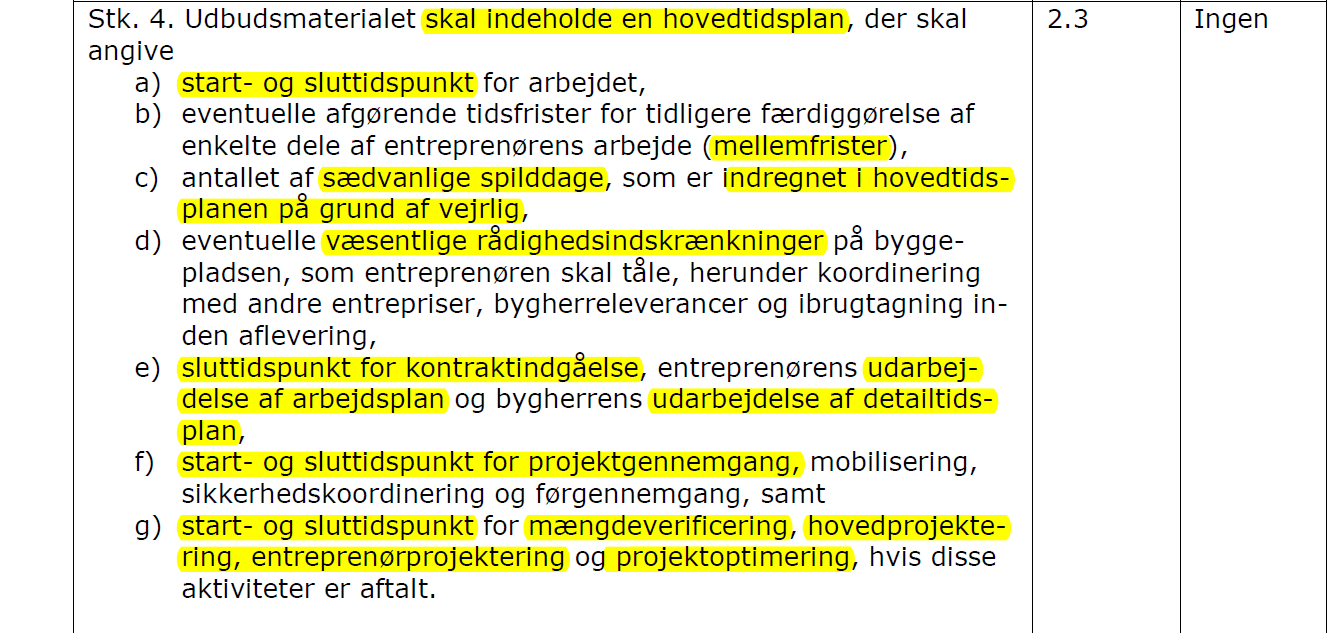 Stk. 4. Udbudsmaterialet skal indeholde en hovedtidsplan, der skal
angive
a) start- og sluttidspunkt for arbejdet,
b) eventuelle afgørende tidsfrister for tidligere færdiggørelse af
enkelte dele af entreprenørens arbejde (mellemfrister),
c) antallet af sædvanlige spilddage, som er indregnet i hovedtids-
planen på grund af vejrlig,
d) eventuelle væsentlige rådighedsindskrænkninger på bygge-
pladsen, som entreprenøren skal tåle, herunder koordinering
med andre entrepriser, bygherreleverancer og ibrugtagning in-
den aflevering,
e) sluttidspunkt for kontraktindgåelse, entreprenørens udarbej-
delse af arbejdsplan og bygherrens udarbejdelse af detailtids-
plan,
f) start- og sluttidspunkt for projektgennemgang, mobilisering,
sikkerhedskoordinering og førgennemgang, samt
g) start- og sluttidspunkt for mængdeverificering, hovedprojekte-
ring, entreprenørprojektering og projektoptimering, hvis disse
aktiviteter er aftalt.
2.3
Ingen